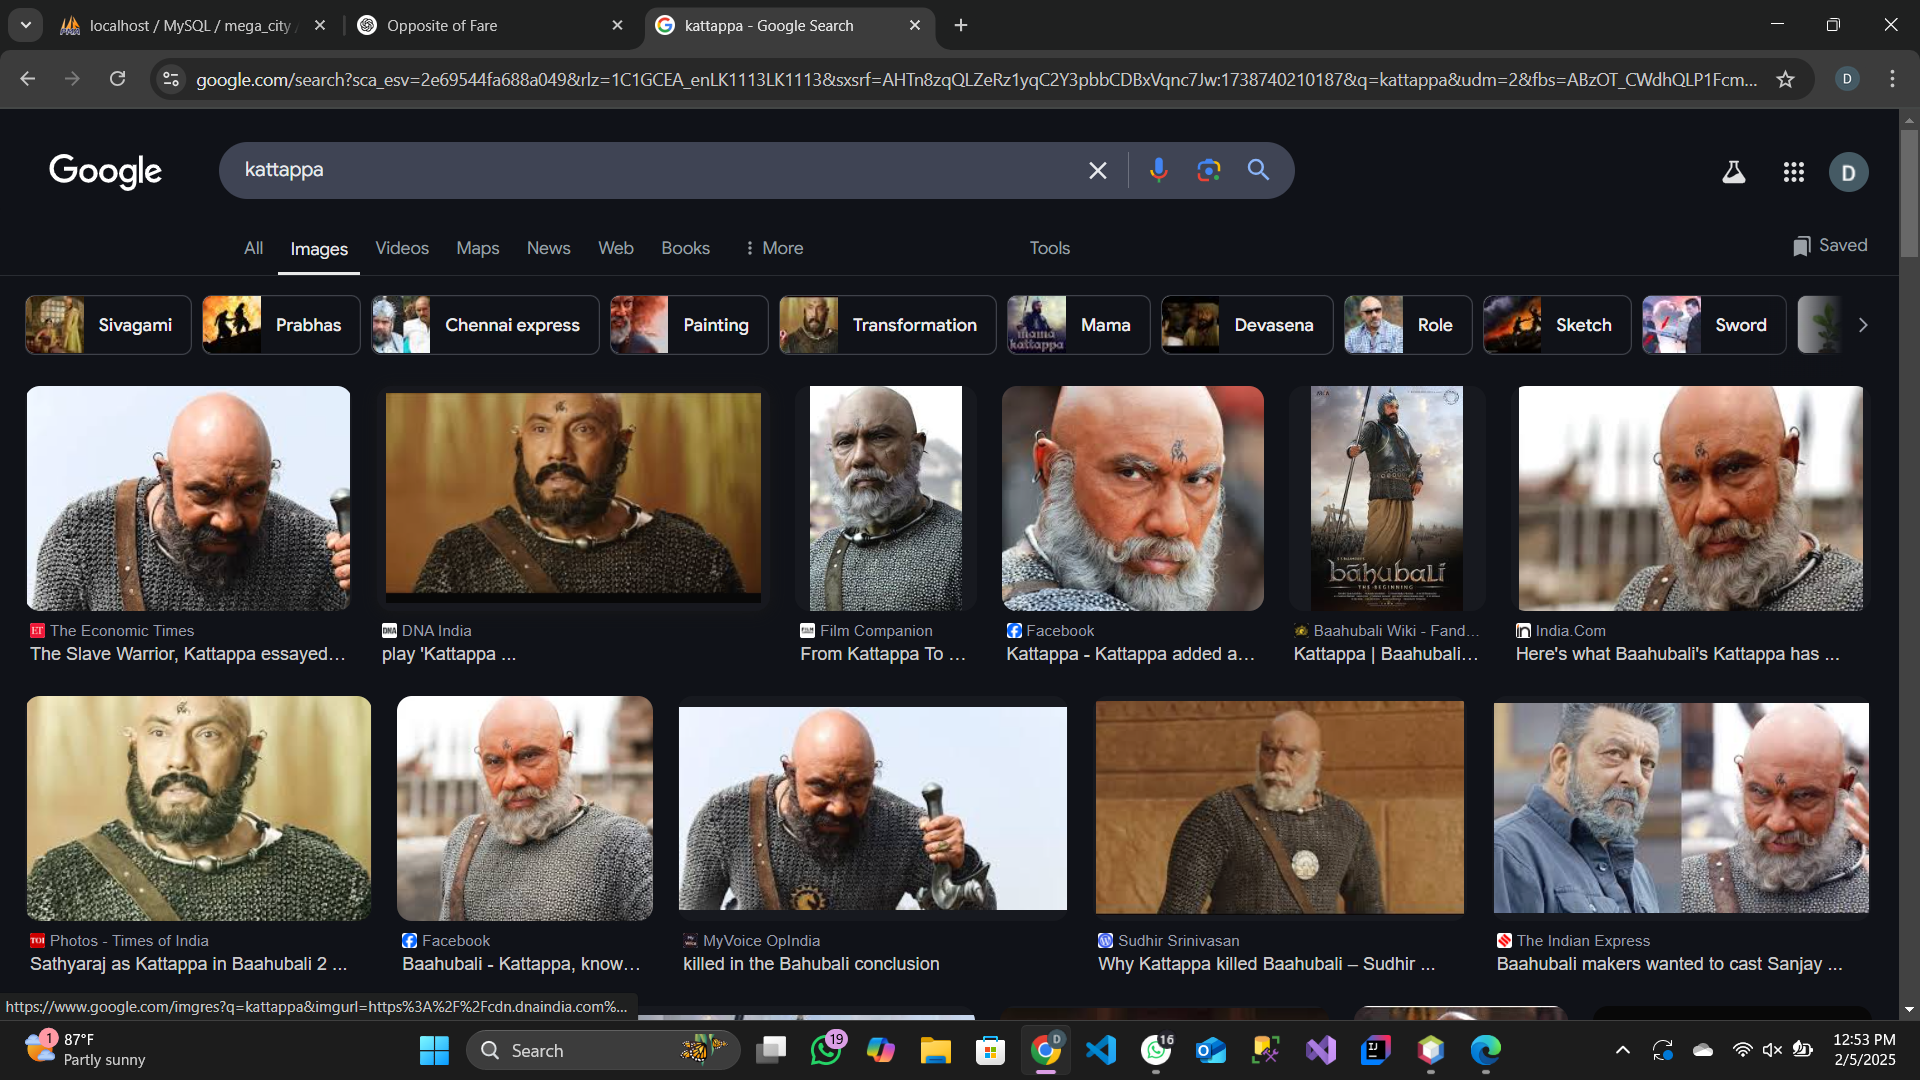 localhost / MySQL / mega_city
Opposite of Fare
kattappa - Google Search
google.com/search?sca_esv=2e69544fa688a049&rlz=1C1GCEA_enLK1113LK1113&sxsrf=AHTn8zqQLZeRz1yqC2Y3pbbCDBxVqnc7Jw:1738740210187&q=kattappa&udm=2&fbs=ABzOT_CWdhQLP1Fcm...
D
Google
kattappa
D
All
Images
Videos
Maps
News
Web
Books
More
Tools
Saved
Sivagami
Prabhas
Chennai express
Painting
Transformation
mama kattappa
Mama
Devasena
Role
Sketch
Sword
bāhubali
THE BEGINNING
ET The Economic Times
The Slave Warrior, Kattappa essayed...
DNA DNA India
play 'Kattappa ...
Film Companion
From Kattappa To ...
Facebook
Kattappa - Kattappa added a...
Baahubali Wiki - Fand...
Kattappa | Baahubali...
India.Com
Here's what Baahubali's Kattappa has ...
TOI Photos - Times of India
Sathyaraj as Kattappa in Baahubali 2 ...
Facebook
Baahubali - Kattappa, know...
MyVoice OpIndia
killed in the Bahubali conclusion
Sudhir Srinivasan
Why Kattappa killed Baahubali – Sudhir ...
The Indian Express
Baahubali makers wanted to cast Sanjay ...
https://www.google.com/imgres?q=kattappa&imgurl=https%3A%2F%2Fcdn.dnaindia.com%...
1
87°F
Partly sunny
Search
19
D
16
12:53 PM
2/5/2025